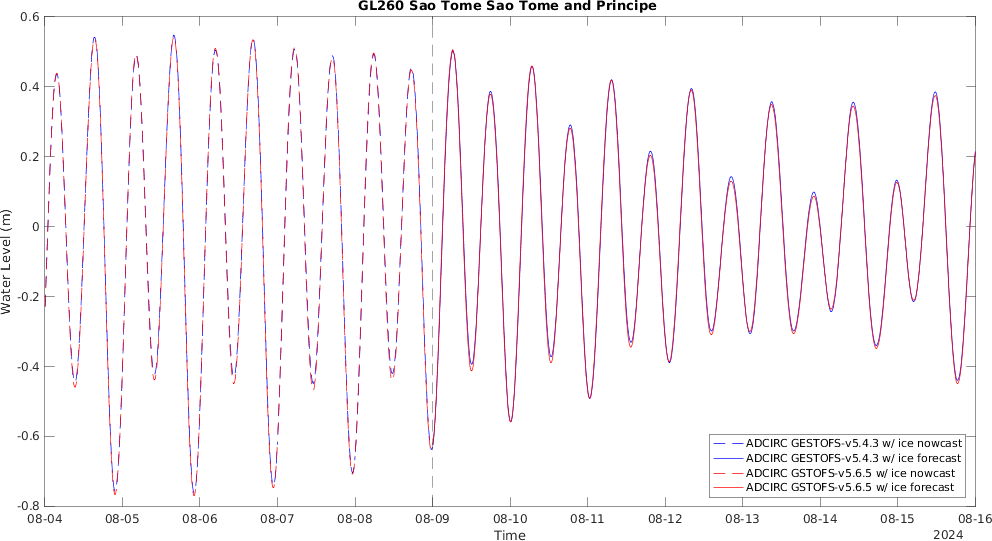 GL260 Sao Tome Sao Tome and Principe
0.6
0.4
0.2
0
-0.2
-0.4
-0.6
-0.8
Water Level (m)
ADCIRC GESTOFS-v5.4.3 w/ ice nowcast
ADCIRC GESTOFS-v5.4.3 w/ ice forecast
ADCIRC GSTOFS-v5.6.5 w/ ice nowcast
ADCIRC GSTOFS-v5.6.5 w/ ice forecast
08-04 08-05 08-06 08-07 08-08 08-09 08-10 08-11 08-12 08-13 08-14 08-15 08-16
Time
2024